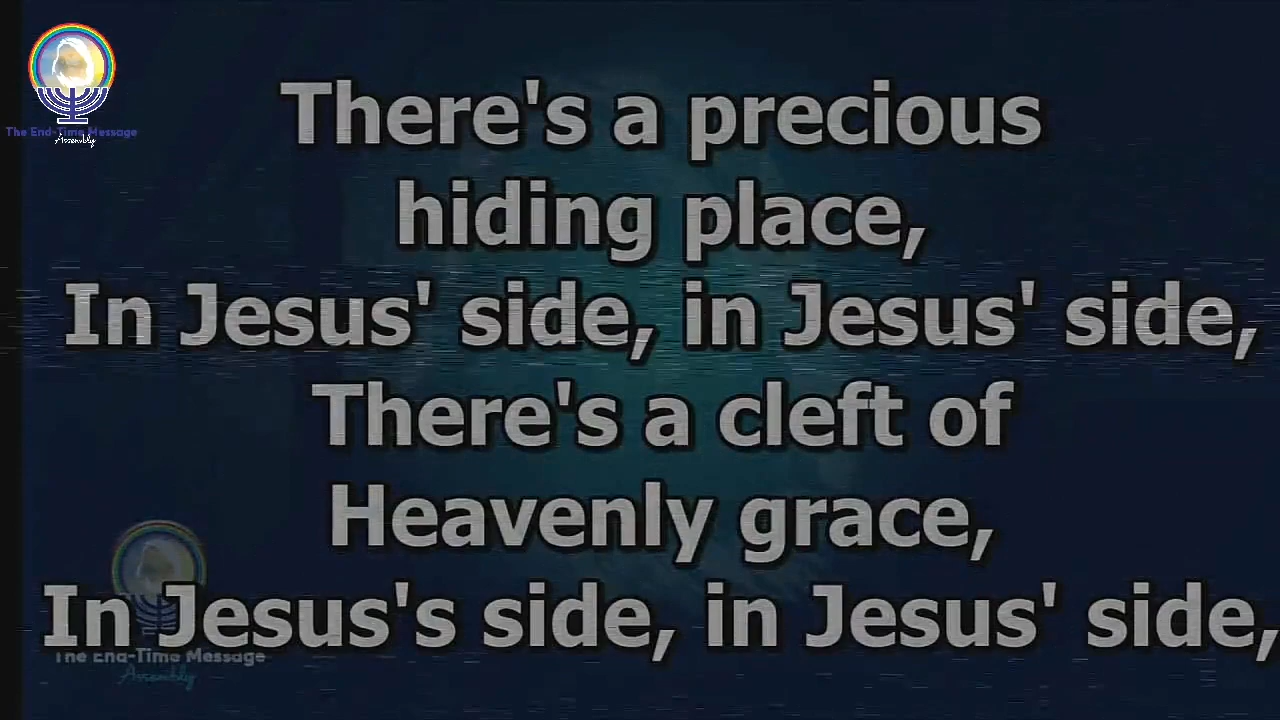 The End-Time Message
Assembly
There's a precious
hiding place,
In Jesus' side, in Jesus' side,
There's a cleft of
Heavenly grace,
In Jesus's side, in Jesus' side,
The End-Time Message
Assembly